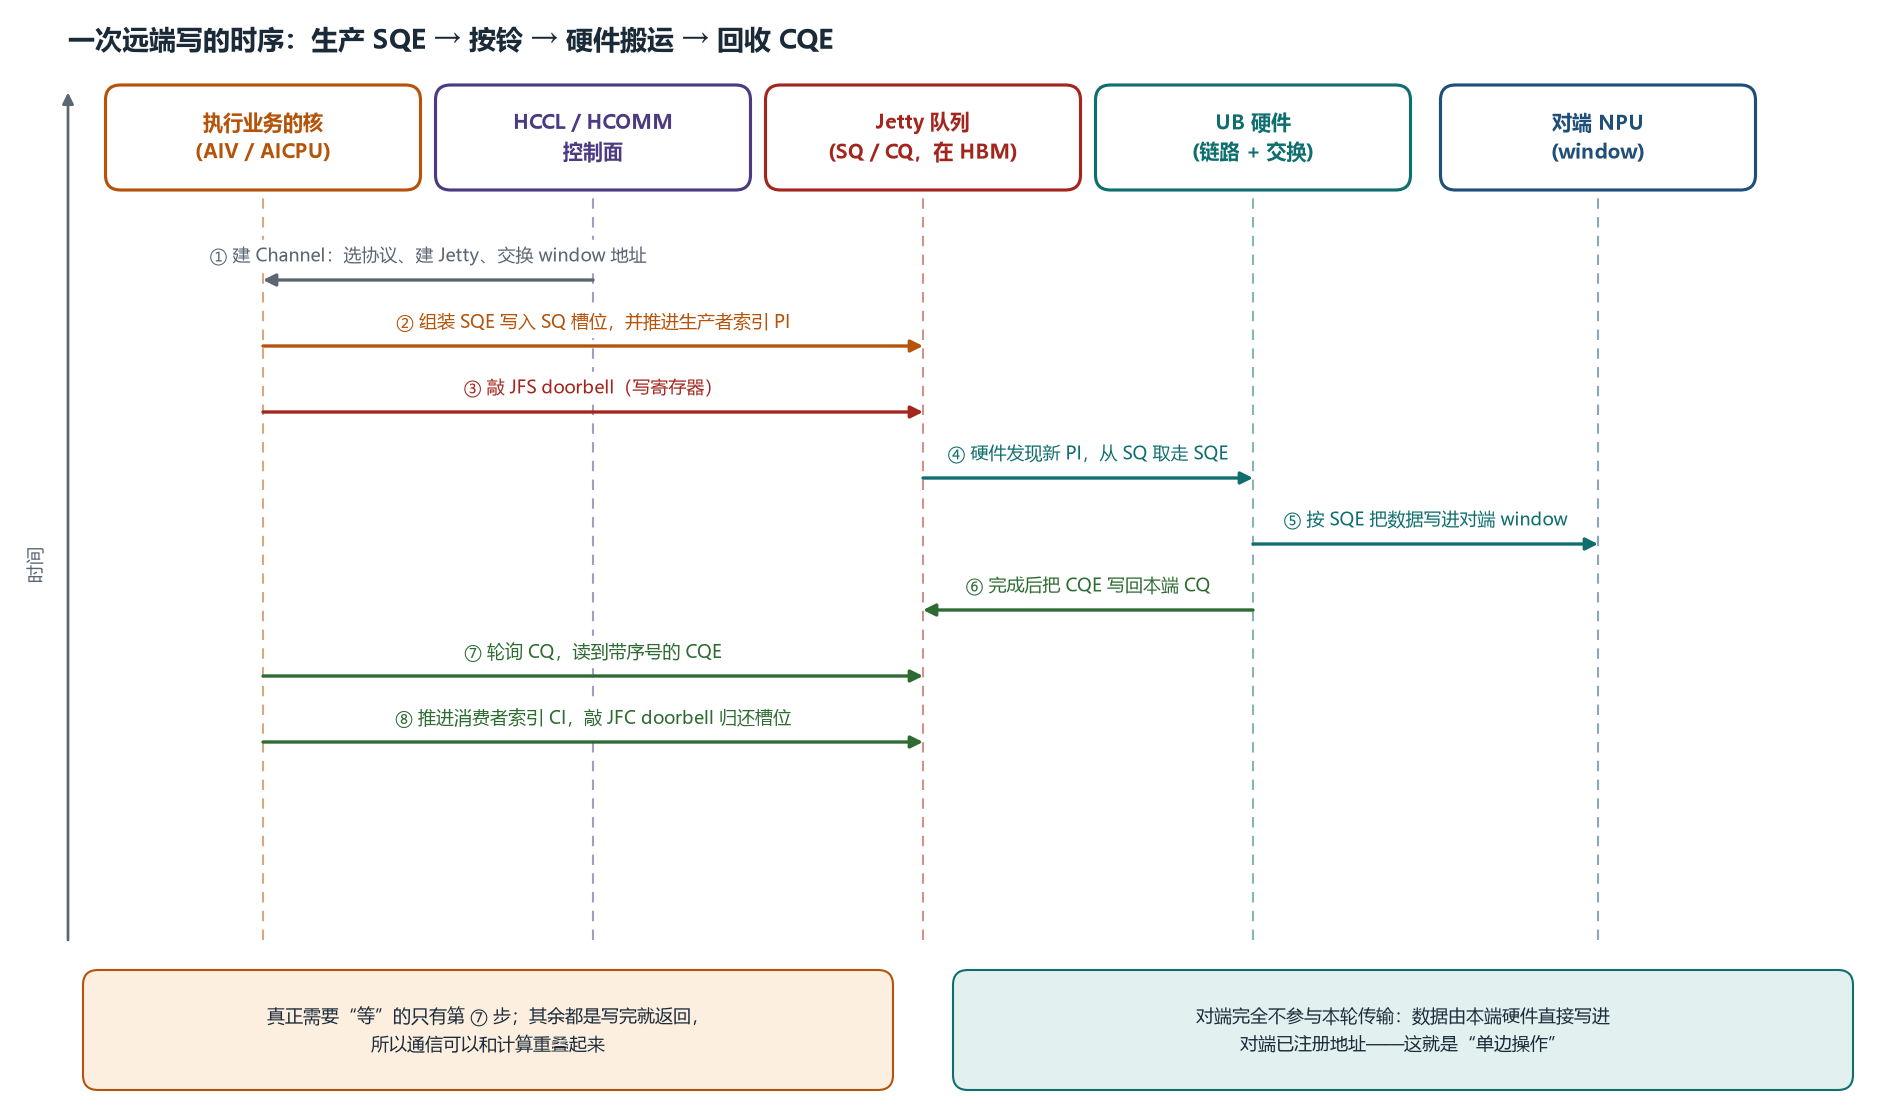 一次远端写的时序：生产 SQE → 按铃 → 硬件搬运 → 回收 CQE
执行业务的核
(AIV / AICPU)
HCCL / HCOMM
控制面
Jetty 队列
(SQ / CQ，在 HBM)
UB 硬件
(链路 + 交换)
对端 NPU
(window)
① 建 Channel：选协议、建 Jetty、交换 window 地址
② 组装 SQE 写入 SQ 槽位，并推进生产者索引 PI
③ 敲 JFS doorbell（写寄存器）
④ 硬件发现新 PI，从 SQ 取走 SQE
⑤ 按 SQE 把数据写进对端 window
时间
⑥ 完成后把 CQE 写回本端 CQ
⑦ 轮询 CQ，读到带序号的 CQE
⑧ 推进消费者索引 CI，敲 JFC doorbell 归还槽位
真正需要“等”的只有第 ⑦ 步；其余都是写完就返回，
所以通信可以和计算重叠起来
对端完全不参与本轮传输：数据由本端硬件直接写进
对端已注册地址——这就是“单边操作”